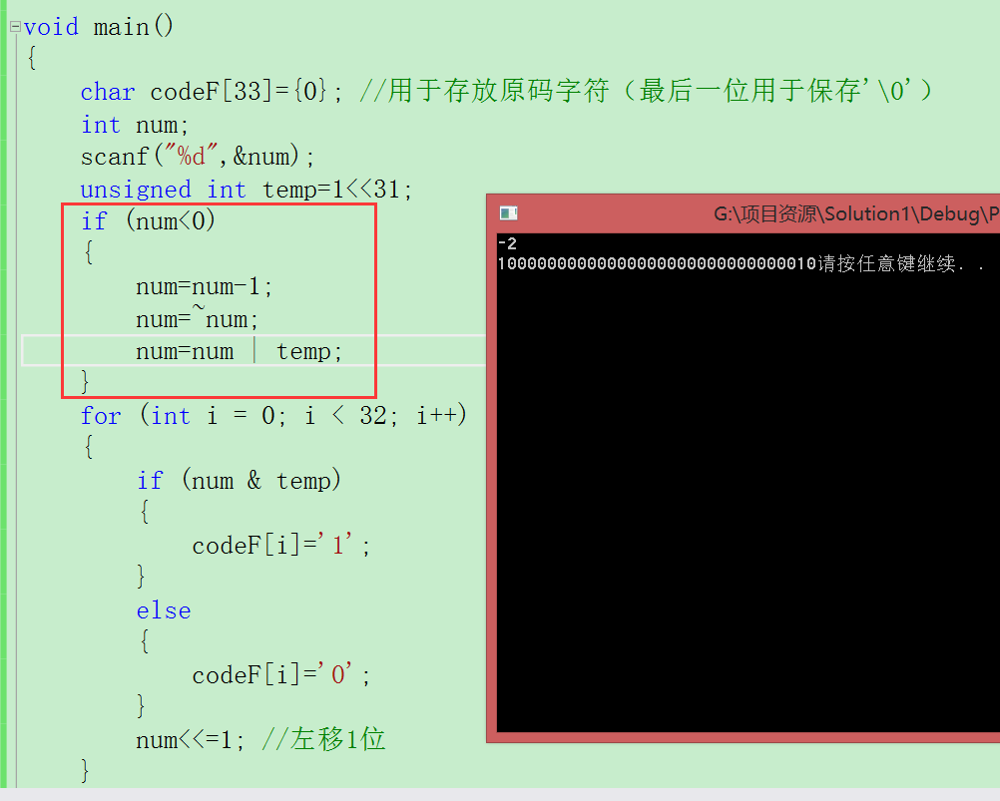 void main()
{
    char codeF[33]={0}; //用于存放原码字符（最后一位用于保存'\0'）
    int num;
    scanf("%d",&num);
    unsigned int temp=1<<31;
    if (num<0)
    {
        num=num-1;
        num=~num;
        num=num | temp;
    }
    for (int i = 0; i < 32; i++)
    {
        if (num & temp)
        {
            codeF[i]='1';
        }
        else
        {
            codeF[i]='0';
        }
        num<<=1; //左移1位
    }
G:\项目资源\Solution1\Debug\P
-2
10000000000000000000000000000010请按任意键继续. .